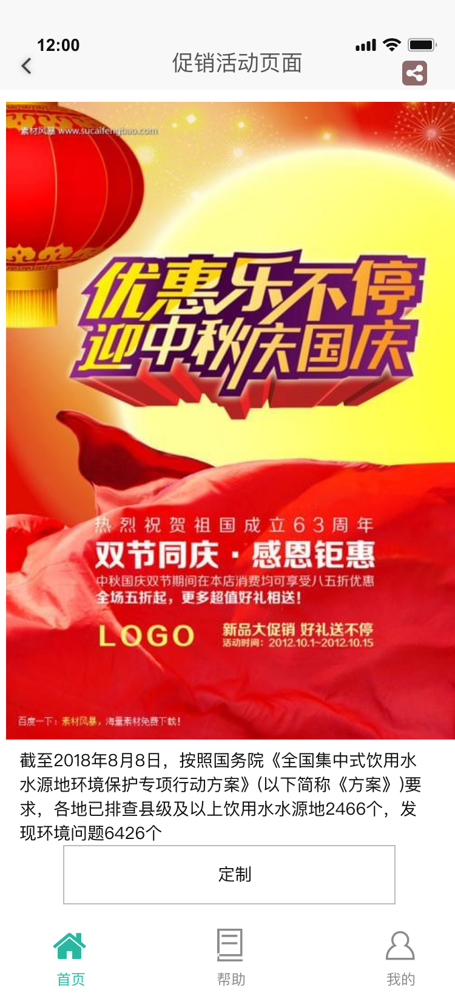 12:00
促销活动页面
素材风暴 www.sucaifengbao.com
优惠乐不停
迎中秋庆国庆
热烈祝贺祖国成立63周年
双节同庆·感恩钜惠
中秋国庆双节期间在本店消费均可享受八五折优惠
全场五折起，更多超值好礼相送！
LOGO
新品大促销 好礼送不停
活动时间：2012.10.1~2012.10.15
百度一下：素材风暴，海量素材免费下载！
截至2018年8月8日，按照国务院《全国集中式饮用水
水源地环境保护专项行动方案》(以下简称《方案》)要
求，各地已排查县级及以上饮用水水源地2466个，发
现环境问题6426个
定制
首页
帮助
我的